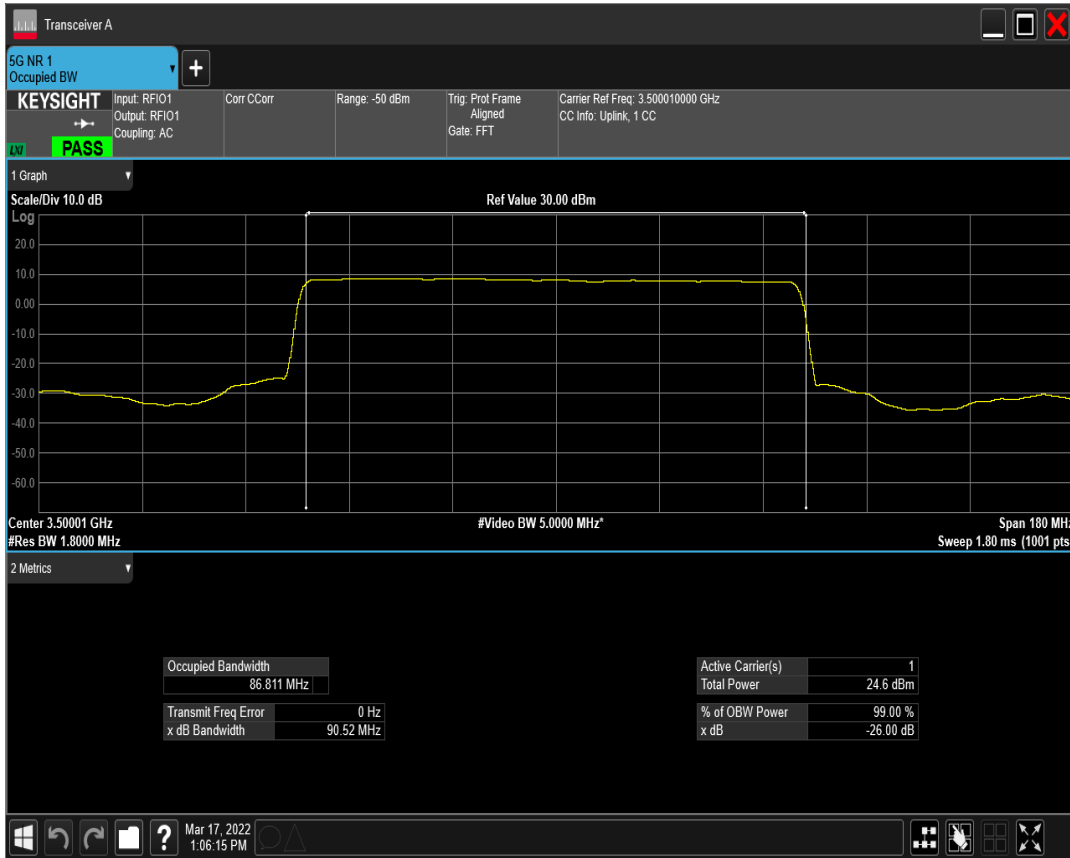 Transceiver A
5G NR 1
Occupied BW
+
KEYSIGHT
LXI
PASS
Input: RFIO1
Output: RFIO1
Coupling: AC
Corr CCorr
Range: -50 dBm
Trig: Prot Frame
Aligned
Gate: FFT
Carrier Ref Freq: 3.500010000 GHz
CC Info: Uplink, 1 CC
1 Graph
Scale/Div 10.0 dB
Ref Value 30.00 dBm
Log
20.0
10.0
0.00
-10.0
-20.0
-30.0
-40.0
-50.0
-60.0
Center 3.50001 GHz
#Video BW 5.0000 MHz*
Span 180 MHz
#Res BW 1.8000 MHz
Sweep 1.80 ms (1001 pts
2 Metrics
Occupied Bandwidth
86.811 MHz
Transmit Freq Error 0 Hz
x dB Bandwidth 90.52 MHz
Active Carrier(s) 1
Total Power 24.6 dBm
% of OBW Power 99.00 %
x dB -26.00 dB
?
Mar 17, 2022
1:06:15 PM